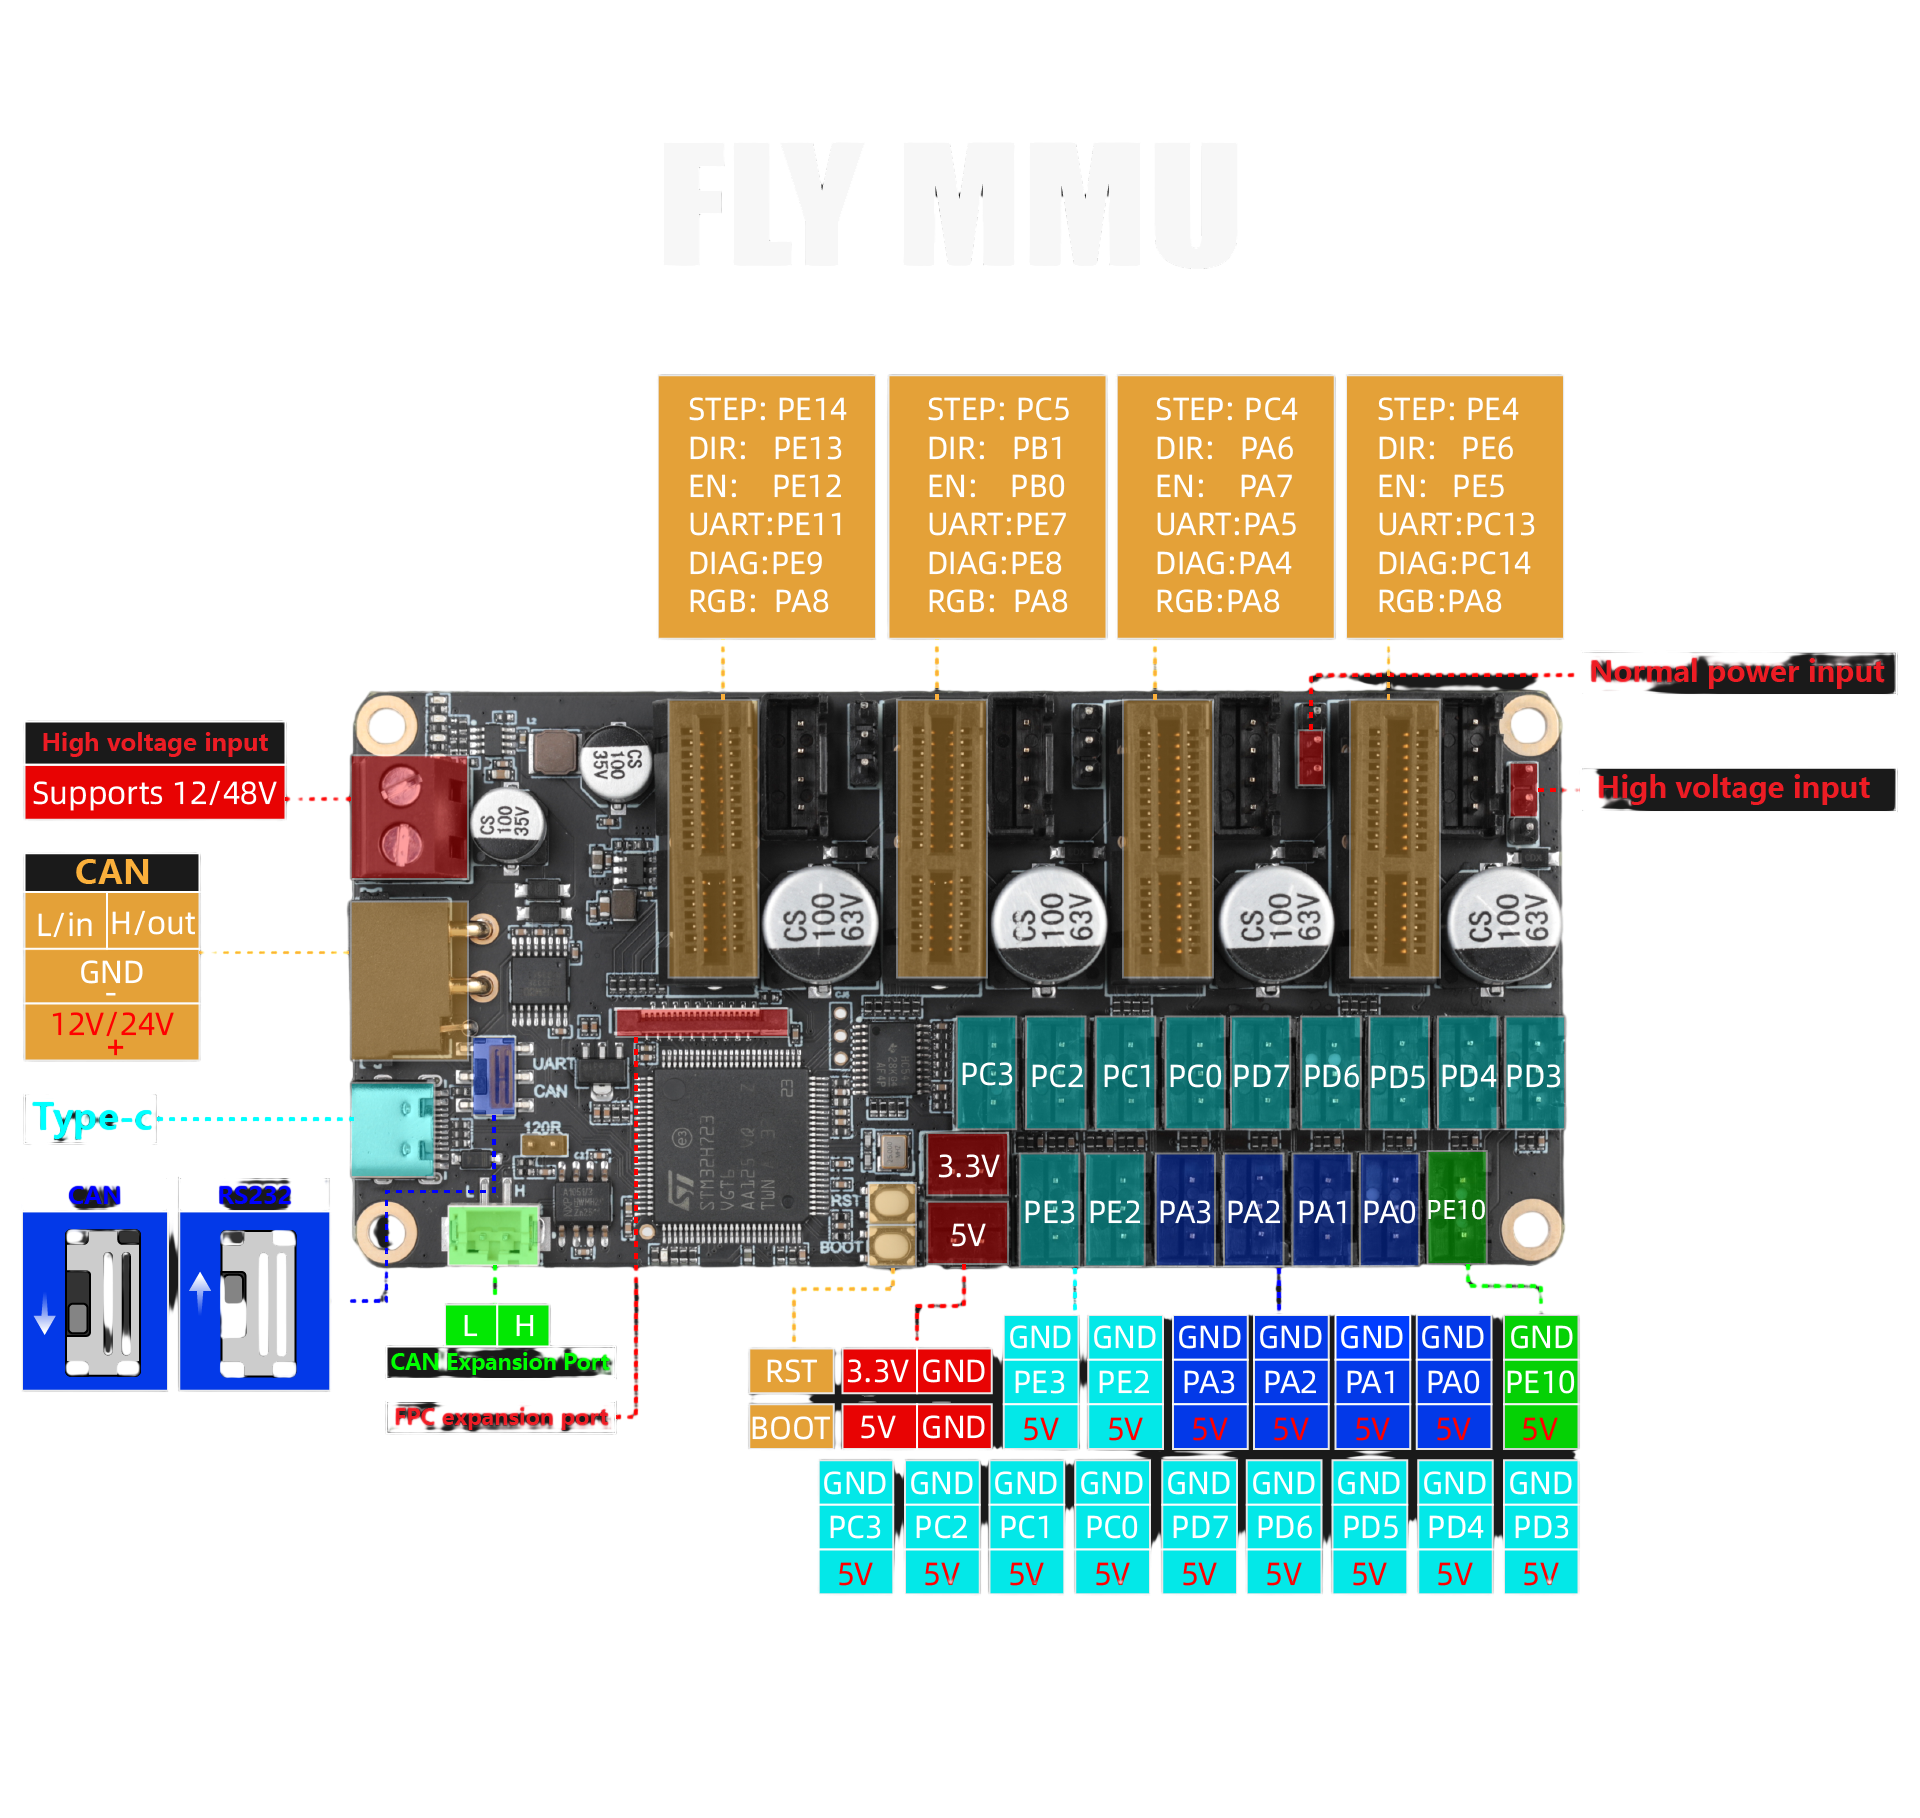 FLY MMU
STEP: PE14
DIR: PE13
EN: PE12
UART:PE11
DIAG:PE9
RGB: PA8
STEP: PC5
DIR: PB1
EN: PB0
UART:PE7
DIAG:PE8
RGB: PA8
STEP: PC4
DIR: PA6
EN: PA7
UART:PA5
DIAG:PA4
RGB:PA8
STEP: PE4
DIR: PE6
EN: PE5
UART:PC13
DIAG:PC14
RGB:PA8
Normal power input
High voltage input
High voltage input
Supports 12/48V
CAN
L/in H/out
GND
-
12V/24V
+
Type-c
CAN
RS232
CS
100
35V
CS
100
35V
CS
100
63V
CS
100
63V
CS
100
63V
CS
100
63V
UART
CAN
120R
L H
STM32H723
VGT6
RST
BOOT
PC3 PC2 PC1 PC0 PD7 PD6 PD5 PD4 PD3
3.3V
5V
PE3 PE2 PA3 PA2 PA1 PA0 PE10
L H
CAN Expansion Port
FPC expansion port
RST
BOOT
3.3V GND
5V GND
GND GND GND GND GND GND GND
PE3 PE2 PA3 PA2 PA1 PA0 PE10
5V 5V 5V 5V 5V 5V 5V
GND GND GND GND GND GND GND GND GND
PC3 PC2 PC1 PC0 PD7 PD6 PD5 PD4 PD3
5V 5V 5V 5V 5V 5V 5V 5V 5V